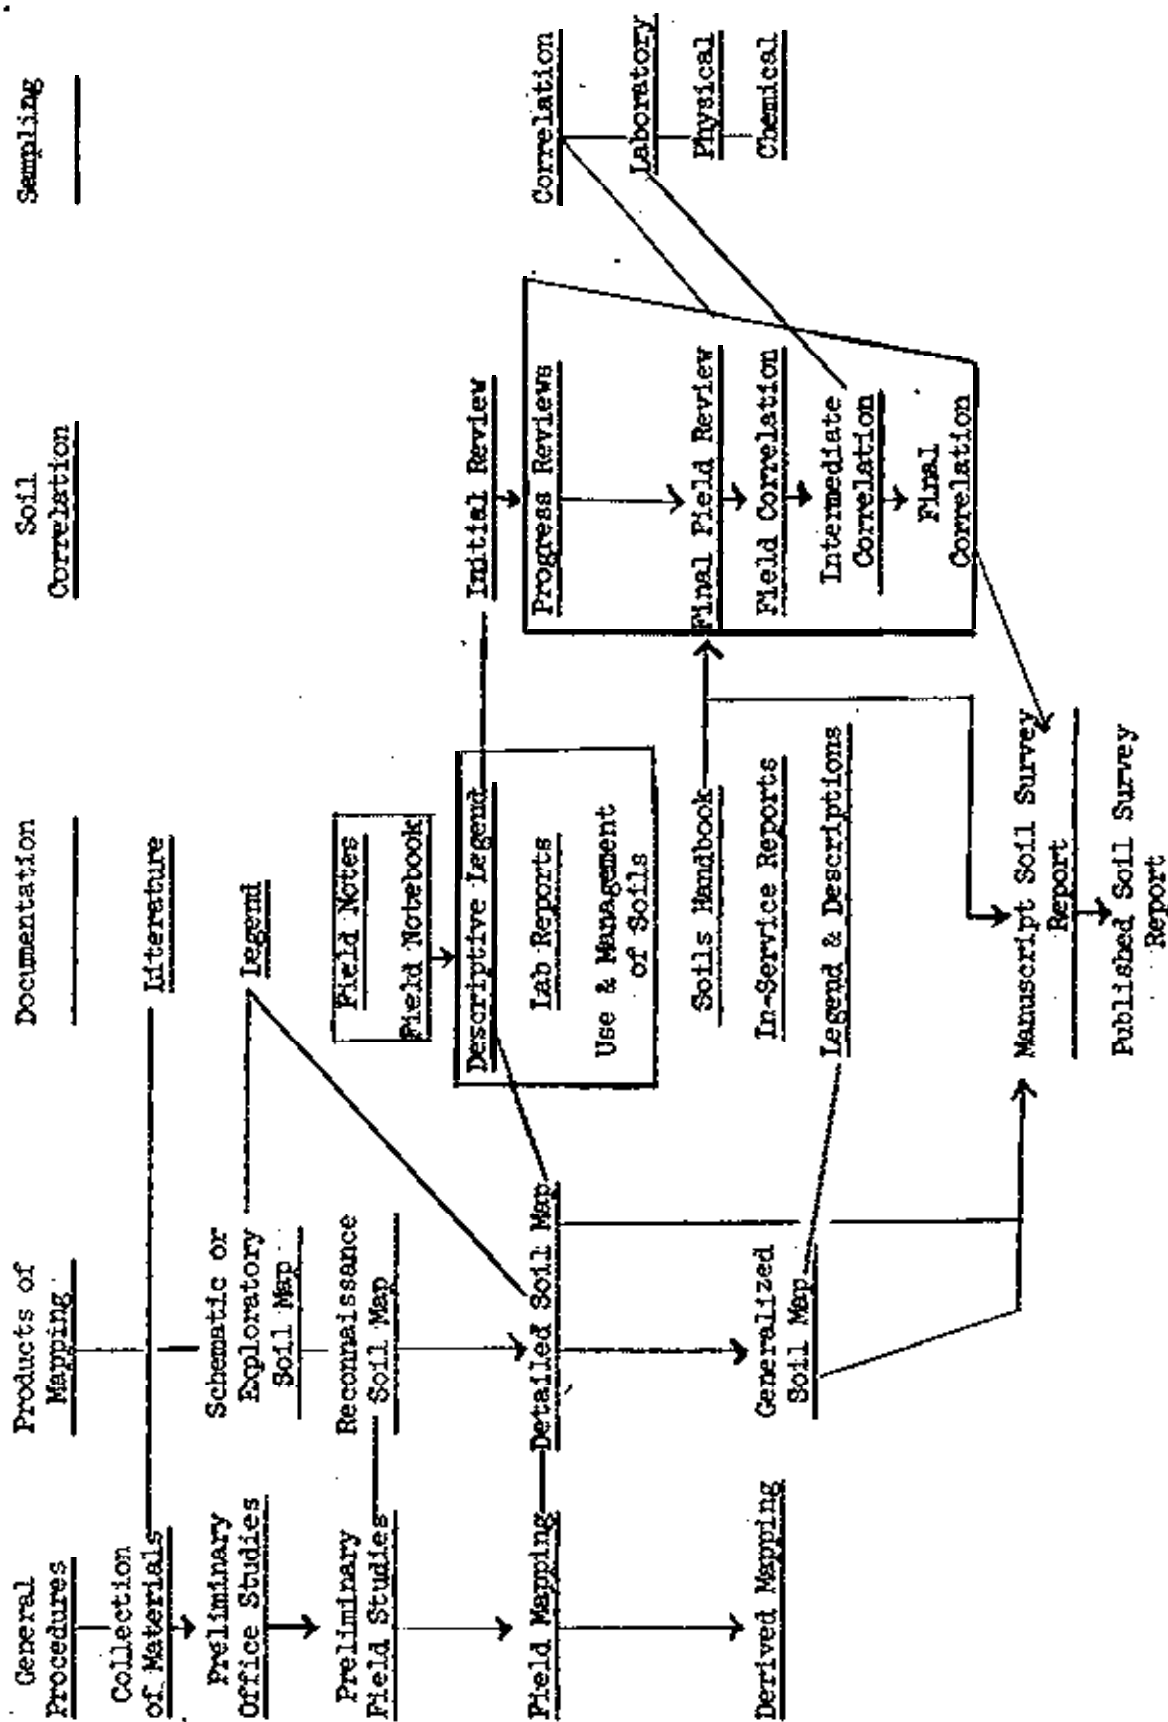 General
Procedures
Products of
Mapping
Documentation
Soil
Correlation
Sampling
Collection
of Materials
Literature
Preliminary
Office Studies
Schematic or
Exploratory
Soil Map
Legend
Preliminary
Field Studies
Reconnaissance
Soil Map
Field Notes
Field Notebook
Descriptive Legend
Initial Review
Field Mapping
Detailed Soil Map
Lab Reports
Progress Reviews
Correlation
Use & Management
of Soils
Laboratory
Soils Handbook
Final Field Review
Physical
Derived Mapping
Generalized
Soil Map
In-Service Reports
Field Correlation
Chemical
Legend & Descriptions
Intermediate
Correlation
Final
Correlation
Manuscript Soil Survey
Report
Published Soil Survey
Report